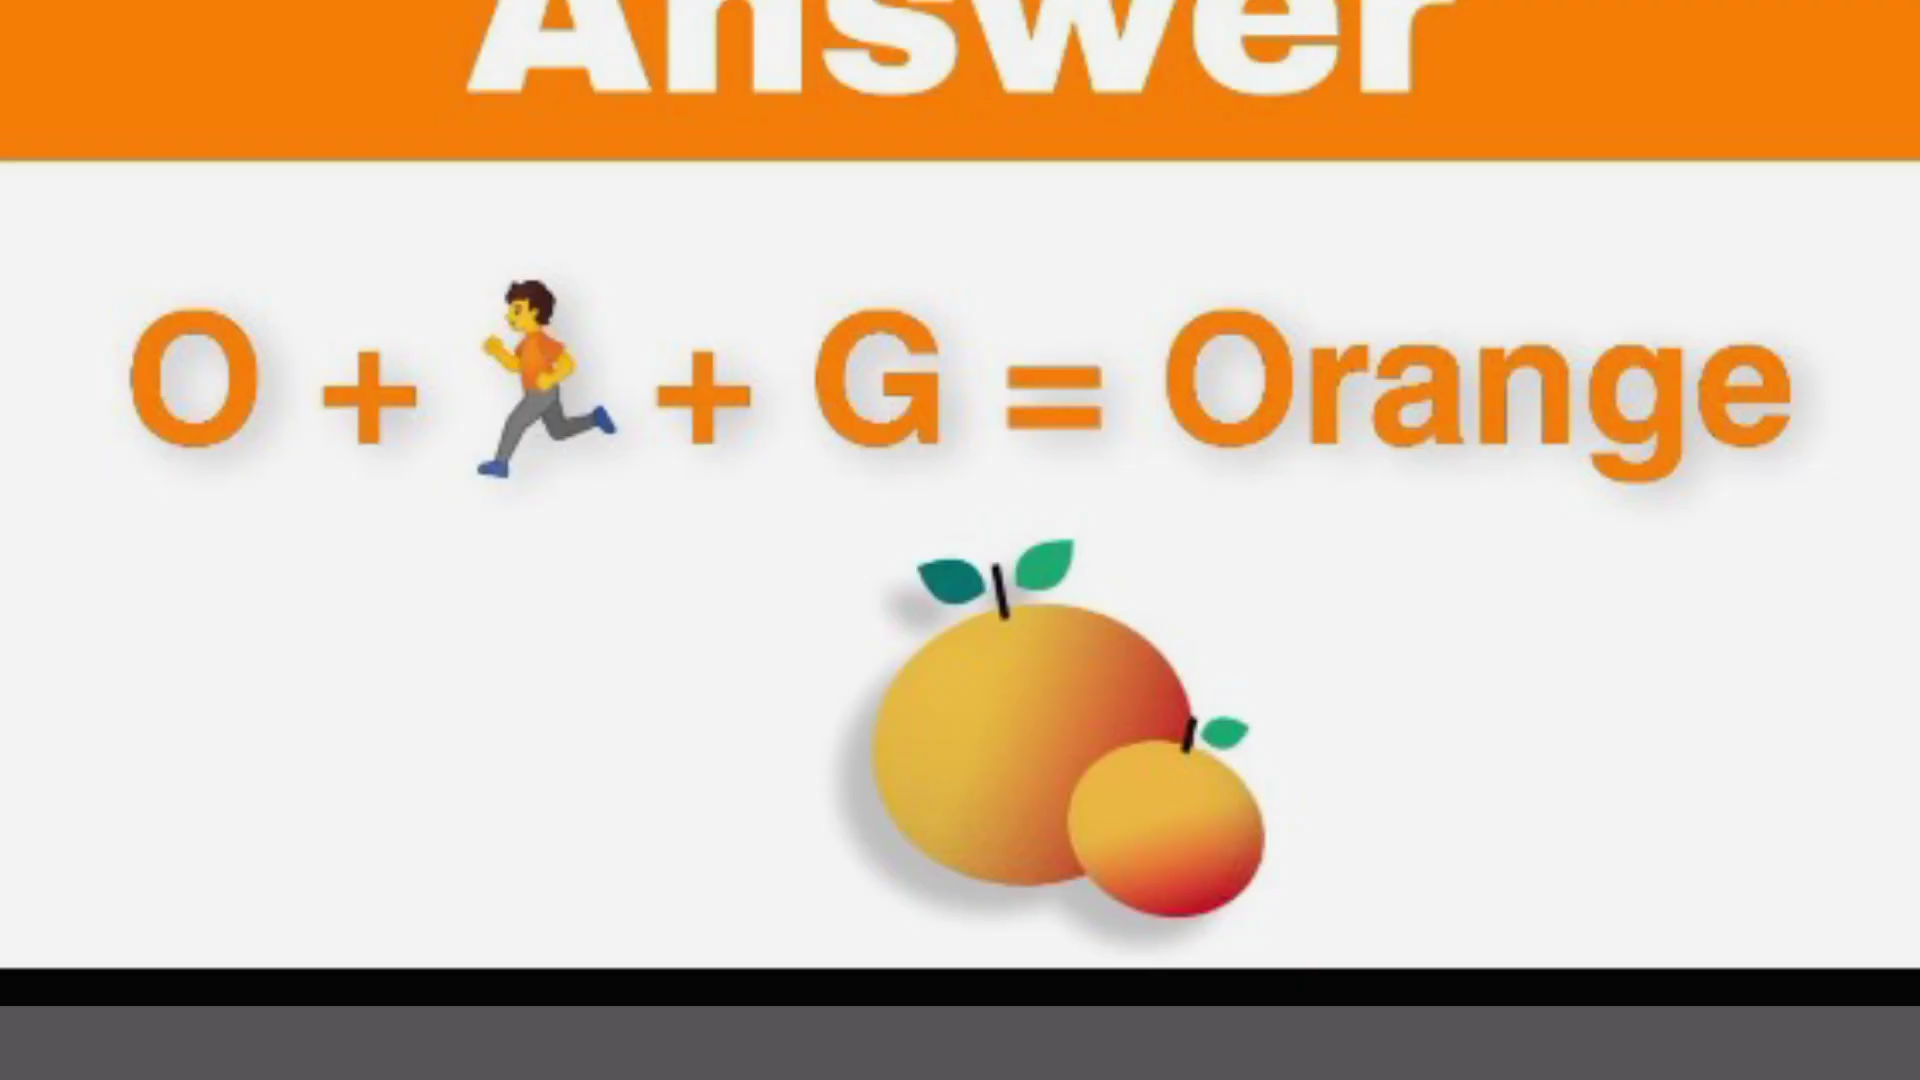 Answer
O + + G = Orange